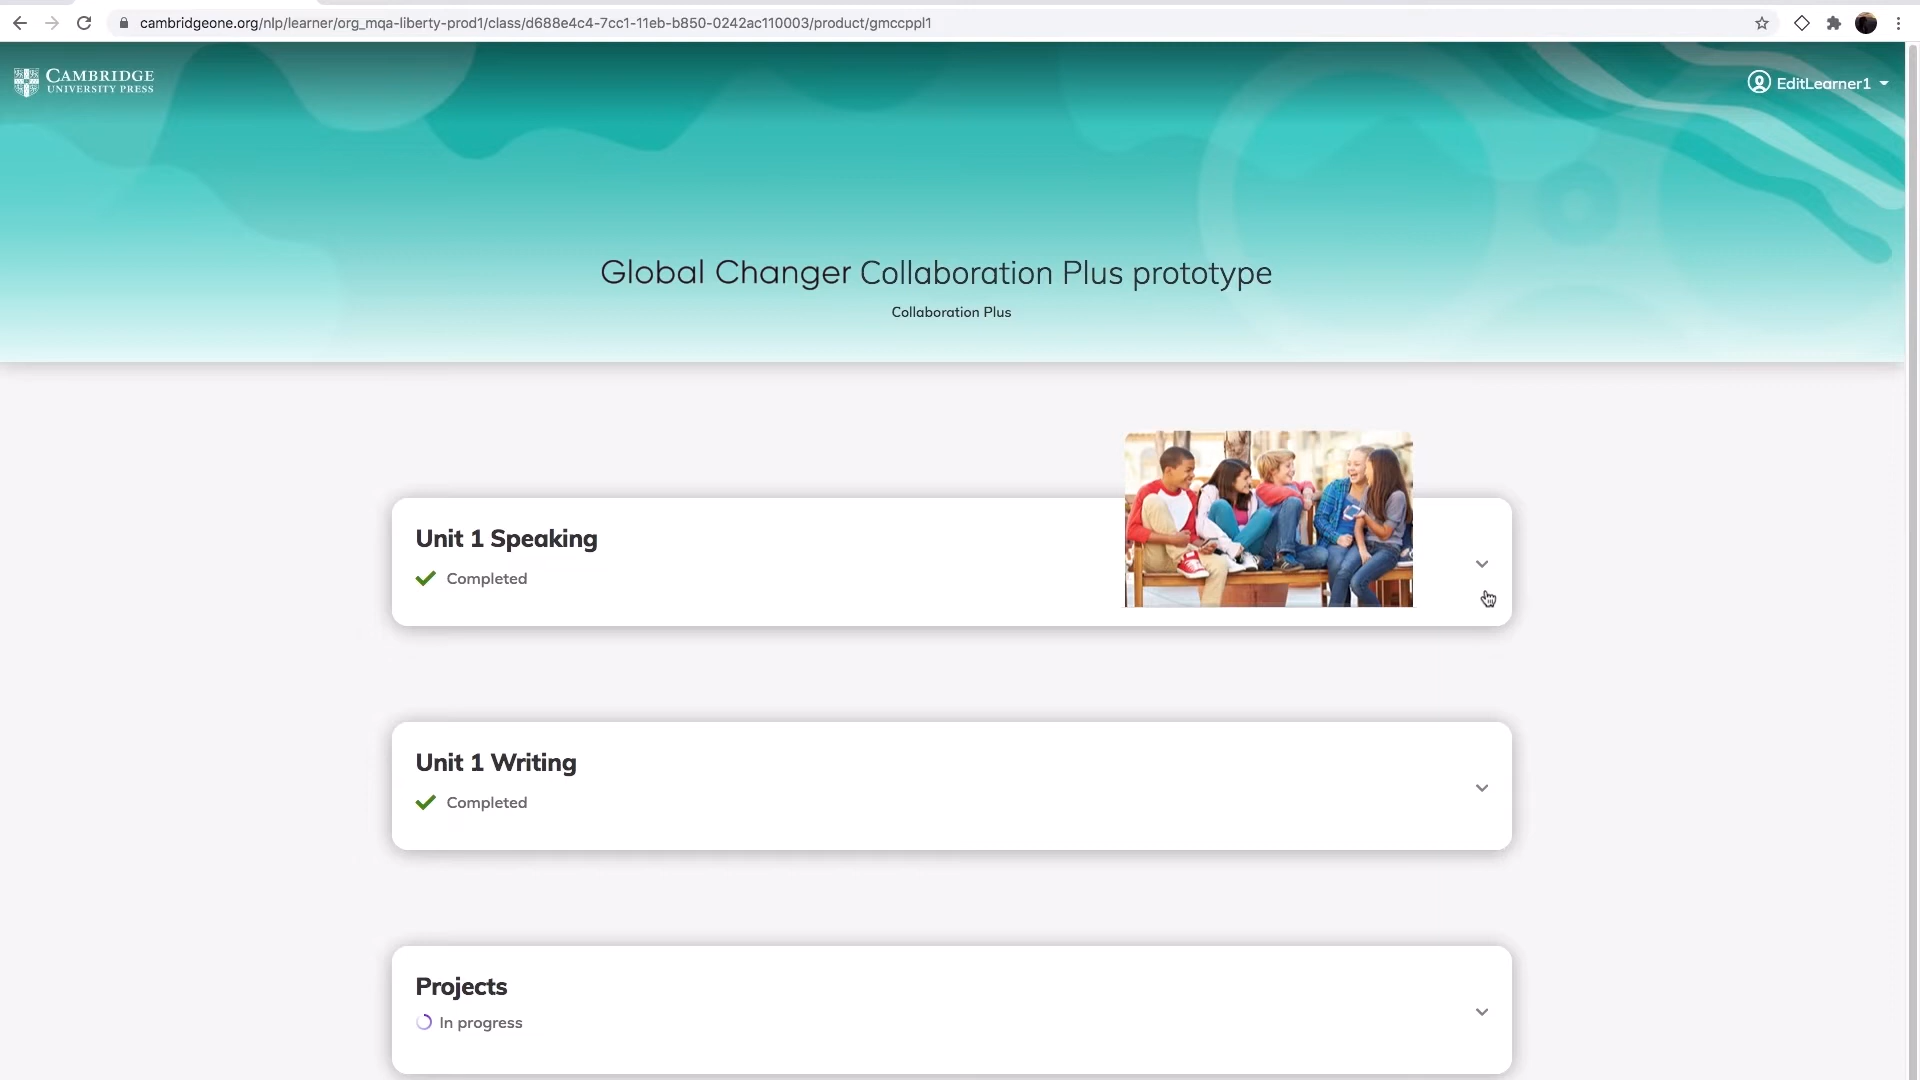 cambridgeone.org/nlp/learner/org_mqa-liberty-prod1/class/d688e4c4-7cc1-11eb-b850-0242ac110003/product/gmccppl1
CAMBRIDGE
UNIVERSITY PRESS
EditLearner1
Global Changer Collaboration Plus prototype
Collaboration Plus
Unit 1 Speaking
Completed
Unit 1 Writing
Completed
Projects
In progress